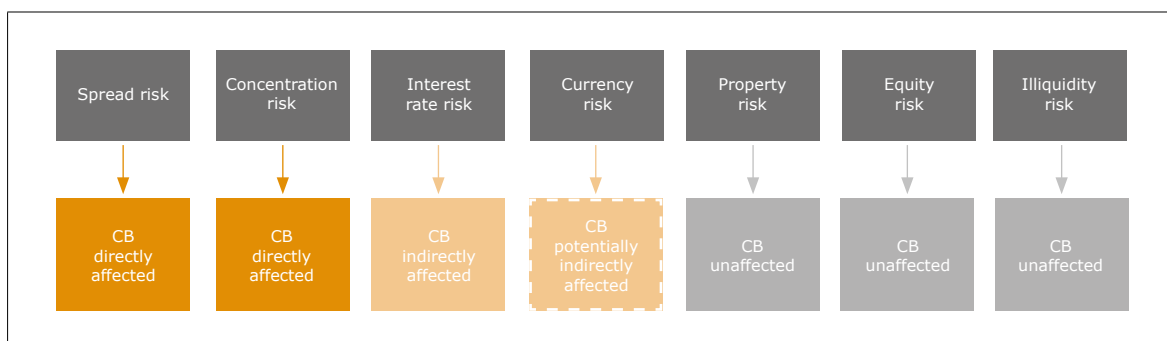 Spread risk
Concentration
risk
Interest
rate risk
Currency
risk
Property
risk
Equity
risk
Illiquidity
risk
CB
directly
affected
CB
directly
affected
CB
indirectly
affected
CB
potentially
indirectly
affected
CB
unaffected
CB
unaffected
CB
unaffected